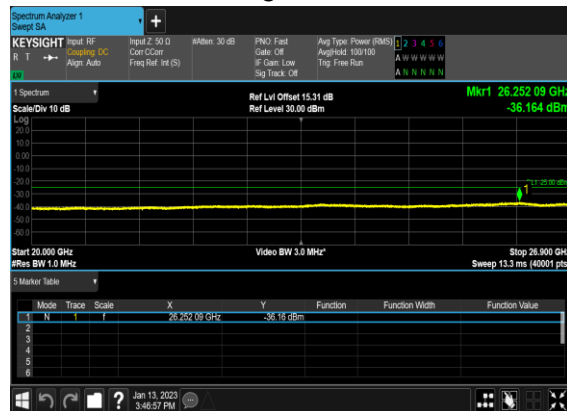 Spectrum Analyzer 1
Swept SA
KEYSIGHT Input: RF Input Z: 50 Ω #Atten: 30 dB PNO: Fast Avg Type: Power (RMS) 1 2 3 4 5 6
R T Coupling: DC Corr CCorr Gate: Off Avg|Hold: 100/100 A W W W W W
Align: Auto Freq Ref: Int (S) IF Gain: Low Trig: Free Run
Sig Track: Off A N N N N N
1 Spectrum Ref Lvl Offset 15.31 dB Mkr1 26.252 09 GHz
Scale/Div 10 dB Ref Level 30.00 dBm -36.164 dBm
Log
20.0
10.0
0.00
-10.0
-20.0
-30.0
-40.0
-50.0
-60.0
1
Start 20.000 GHz Video BW 3.0 MHz* Stop 26.900 GHz
#Res BW 1.0 MHz Sweep 13.3 ms (40001 pts)
5 Marker Table
Mode Trace Scale X Y Function Function Width Function Value
1 N 1 f 26.252 09 GHz -36.16 dBm
2
3
4
5
6
? Jan 13, 2023
3:46:57 PM